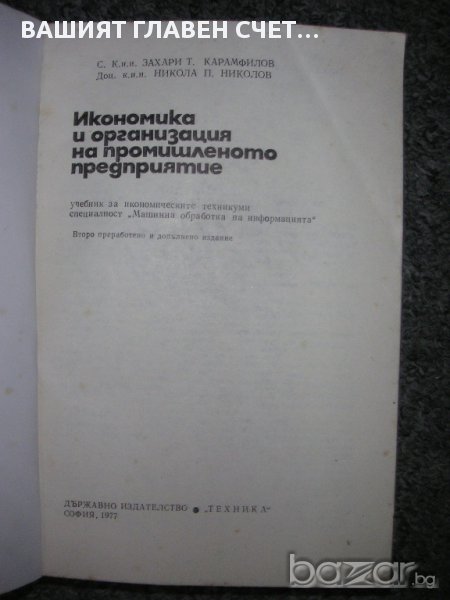 ВАШИЯТ ГЛАВЕН СЧЕТ...
С. К.и.н. ЗАХАРИ Т. КАРАМФИЛОВ
Доц. к.и.н. НИКОЛА П. НИКОЛОВ
Икономика
и организация
на промишленото
предприятие
учебник за икономическите техникуми
специалност „Машинна обработка на информацията“
Второ преработено и допълнено издание
ДЪРЖАВНО ИЗДАТЕЛСТВО ● „ТЕХНИКА“
СОФИЯ, 1977
bazar.bg